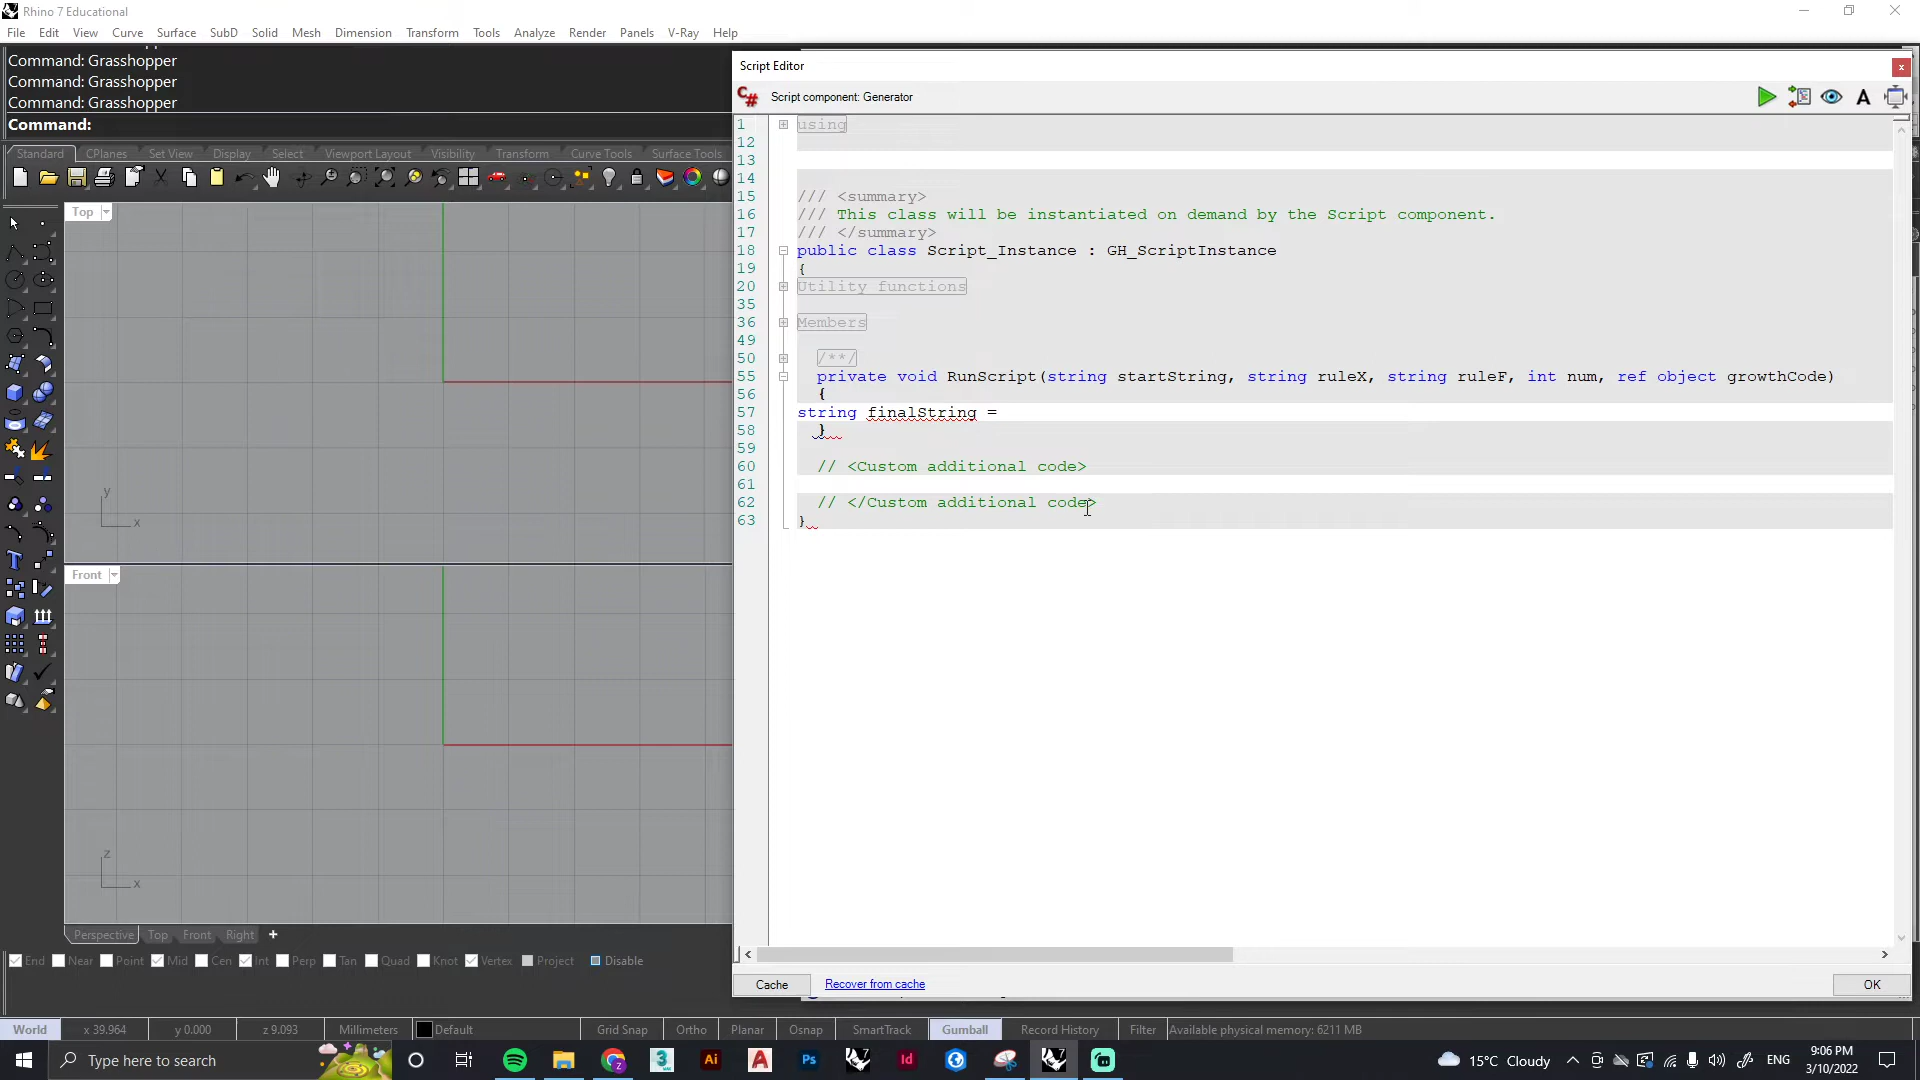 Rhino 7 Educational
File Edit View Curve Surface SubD Solid Mesh Dimension Transform Tools Analyze Render Panels V-Ray Help
Command: Grasshopper
Command: Grasshopper
Command: Grasshopper
Command:
Standard CPlanes Set View Display Select Viewport Layout Visibility Transform Curve Tools Surface Tools
Top
y
x
Front
z
x
Perspective Top Front Right
End Near Point Mid Cen Int Perp Tan Quad Knot Vertex Project Disable
World x 39.964 y 0.000 z 9.093 Millimeters Default Grid Snap Ortho Planar Osnap SmartTrack Gumball Record History Filter Available physical memory: 6211 MB
Script Editor
x
C# Script component: Generator
A
1 using
12
13
14
15 /// <summary>
16 /// This class will be instantiated on demand by the Script component.
17 /// </summary>
18 public class Script_Instance : GH_ScriptInstance
19 {
20 Utility functions
35
36 Members
49
50 /**/
55 private void RunScript(string startString, string ruleX, string ruleF, int num, ref object growthCode)
56 {
57 string finalString =
58 }
59
60 // <Custom additional code>
61
62 // </Custom additional code>
63 }
Cache Recover from cache OK
Type here to search
3
Ai
A
Ps
Id
15°C Cloudy
ENG
9:06 PM
3/10/2022